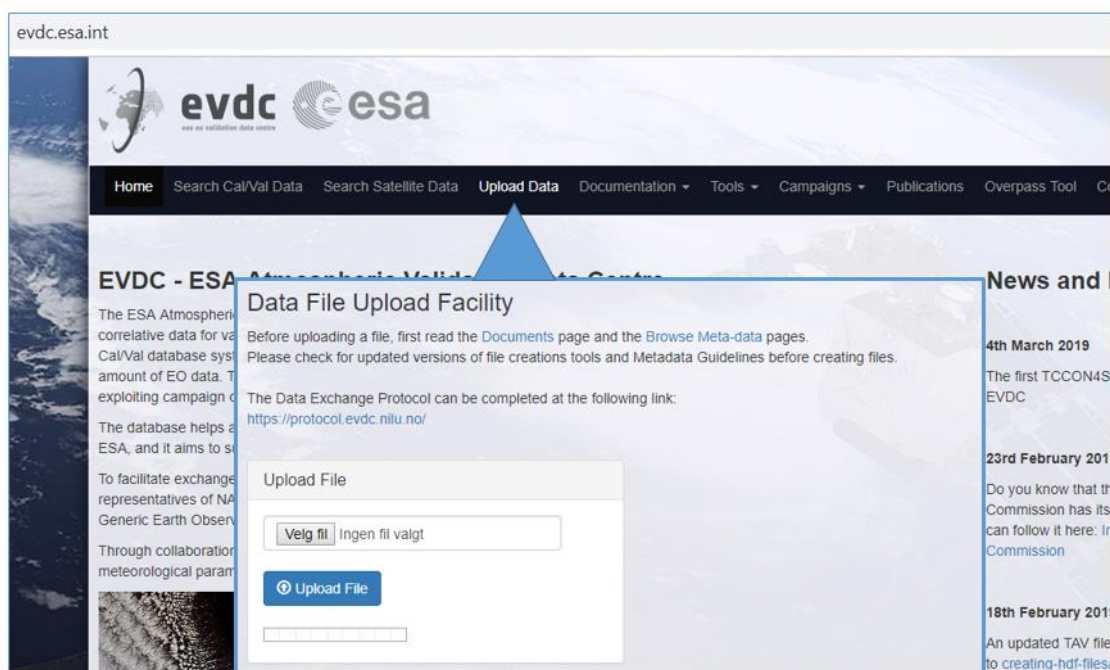 evdc.esa.int
evdc esa
esa eo validation data centre
Home Search Cal/Val Data Search Satellite Data Upload Data Documentation Tools Campaigns Publications Overpass Tool
EVDC - ESA
Data File Upload Facility
Before uploading a file, first read the Documents page and the Browse Meta-data pages.
Please check for updated versions of file creations tools and Metadata Guidelines before creating files.
The Data Exchange Protocol can be completed at the following link:
https://protocol.evdc.nilu.no/
Upload File
Velg fil Ingen fil valgt
Upload File
The ESA Atmospheri
correlative data for va
Cal/Val database syst
amount of EO data. T
exploiting campaign
The database helps a
ESA, and it aims to s
To facilitate exchange
representatives of NA
Generic Earth Observ
Through collaboration
meteorological param
News and
4th March 2019
The first TCCON4S
EVDC
23rd February 201
Do you know that th
Commission has its
can follow it here: In
Commission
18th February 201
An updated TAV file
to creating-hdf-files